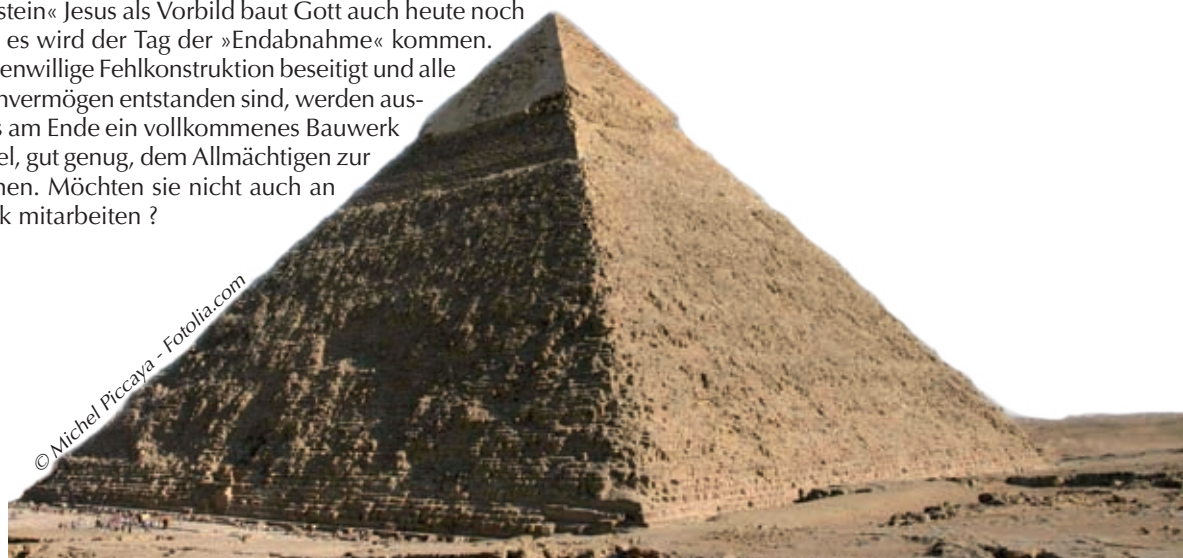 stein« Jesus als Vorbild baut Gott auch heute noch
es wird der Tag der »Endabnahme« kommen.
enwillige Fehlkonstruktion beseitigt und alle
nvermögen entstanden sind, werden aus-
s am Ende ein vollkommenes Bauwerk
el, gut genug, dem Allmächtigen zur
nen. Möchten sie nicht auch an
k mitarbeiten ?
© Michel Piccaya - Fotolia.com